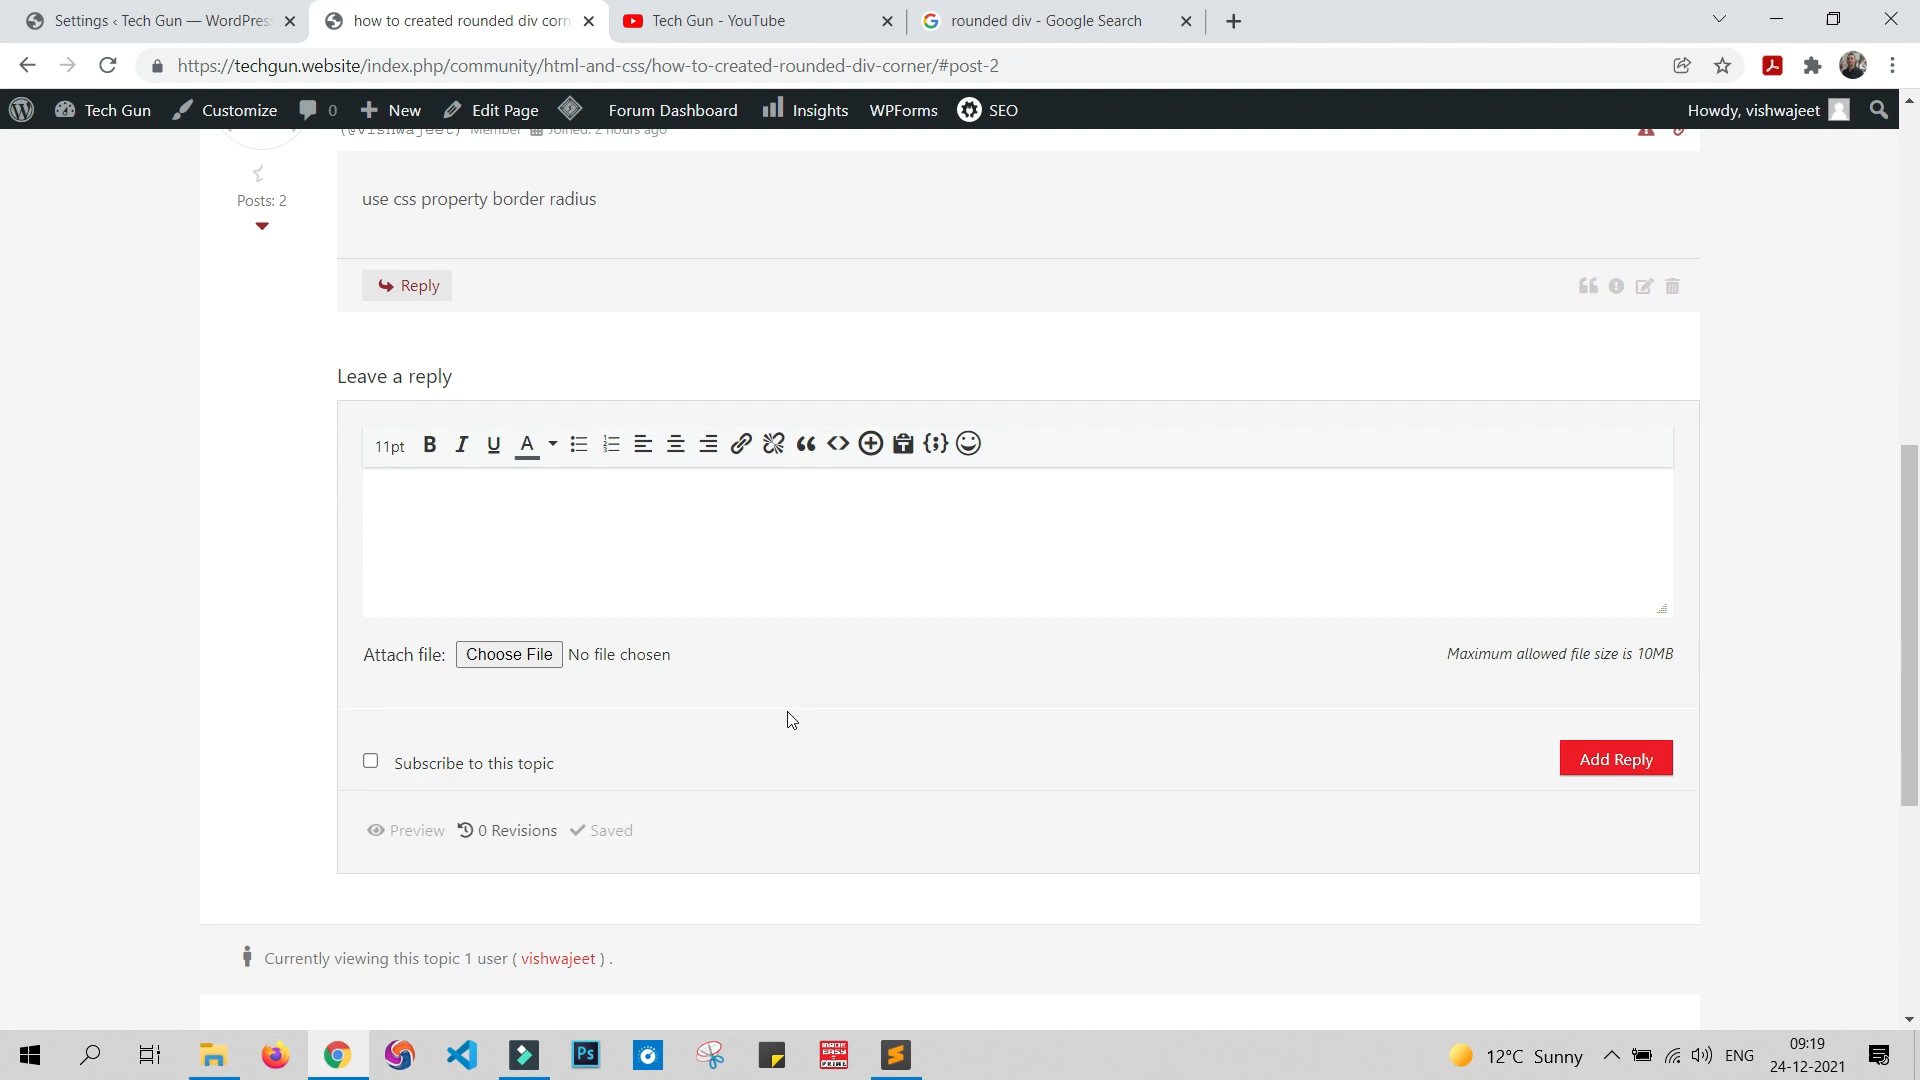 Settings ‹ Tech Gun — WordPres
how to created rounded div corn
Tech Gun - YouTube
rounded div - Google Search
https://techgun.website/index.php/community/html-and-css/how-to-created-rounded-div-corner/#post-2
Tech Gun
Customize
0
New
Edit Page
Forum Dashboard
Insights
WPForms
SEO
Howdy, vishwajeet
(@vishwajeet) Member Joined: 2 hours ago
Posts: 2
use css property border radius
Reply
Leave a reply
11pt B I U A
Attach file: Choose File No file chosen
Maximum allowed file size is 10MB
Subscribe to this topic
Add Reply
Preview 0 Revisions Saved
Currently viewing this topic 1 user ( vishwajeet ) .
Ps
MADE EASY PRIME
12°C Sunny
ENG
09:19
24-12-2021